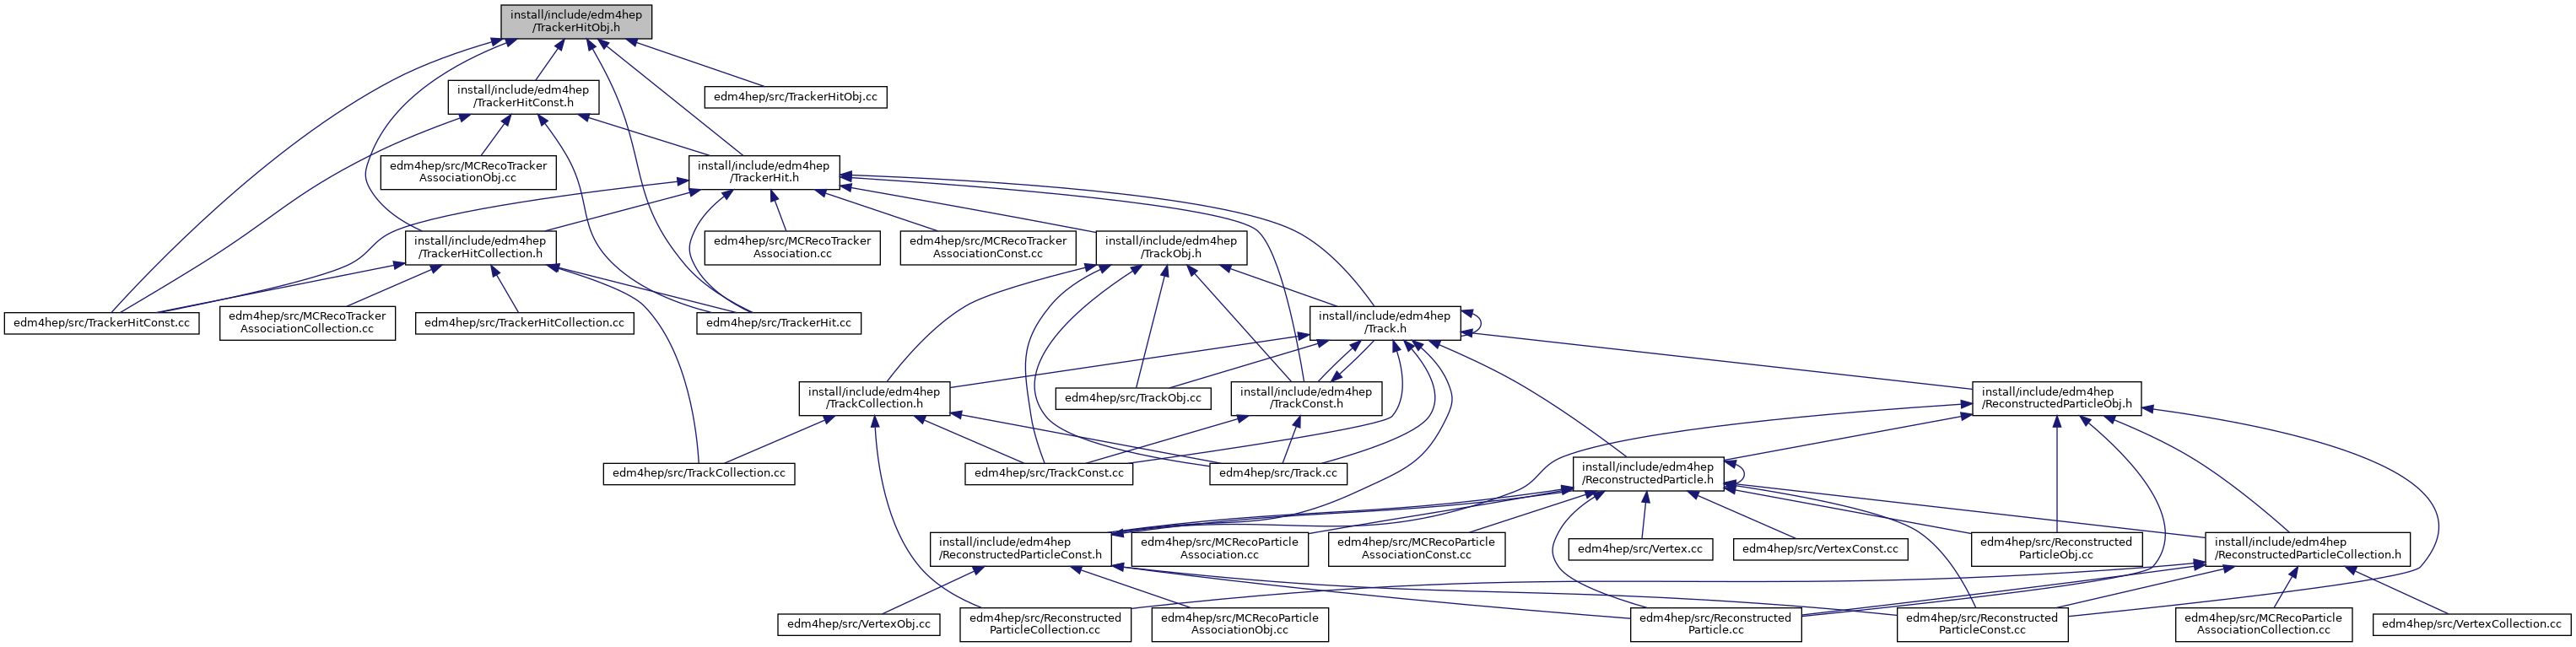 install/include/edm4hep
/TrackerHitObj.h
install/include/edm4hep
/TrackerHitConst.h
edm4hep/src/TrackerHitObj.cc
edm4hep/src/MCRecoTracker
AssociationObj.cc
install/include/edm4hep
/TrackerHit.h
install/include/edm4hep
/TrackerHitCollection.h
edm4hep/src/MCRecoTracker
Association.cc
edm4hep/src/MCRecoTracker
AssociationConst.cc
install/include/edm4hep
/TrackObj.h
edm4hep/src/TrackerHitConst.cc
edm4hep/src/MCRecoTracker
AssociationCollection.cc
edm4hep/src/TrackerHitCollection.cc
edm4hep/src/TrackerHit.cc
install/include/edm4hep
/Track.h
install/include/edm4hep
/TrackCollection.h
edm4hep/src/TrackObj.cc
install/include/edm4hep
/TrackConst.h
install/include/edm4hep
/ReconstructedParticleObj.h
edm4hep/src/TrackCollection.cc
edm4hep/src/TrackConst.cc
edm4hep/src/Track.cc
install/include/edm4hep
/ReconstructedParticle.h
install/include/edm4hep
/ReconstructedParticleConst.h
edm4hep/src/MCRecoParticle
Association.cc
edm4hep/src/MCRecoParticle
AssociationConst.cc
edm4hep/src/Vertex.cc
edm4hep/src/VertexConst.cc
edm4hep/src/Reconstructed
ParticleObj.cc
install/include/edm4hep
/ReconstructedParticleCollection.h
edm4hep/src/VertexObj.cc
edm4hep/src/Reconstructed
ParticleCollection.cc
edm4hep/src/MCRecoParticle
AssociationObj.cc
edm4hep/src/Reconstructed
Particle.cc
edm4hep/src/Reconstructed
ParticleConst.cc
edm4hep/src/MCRecoParticle
AssociationCollection.cc
edm4hep/src/VertexCollection.cc